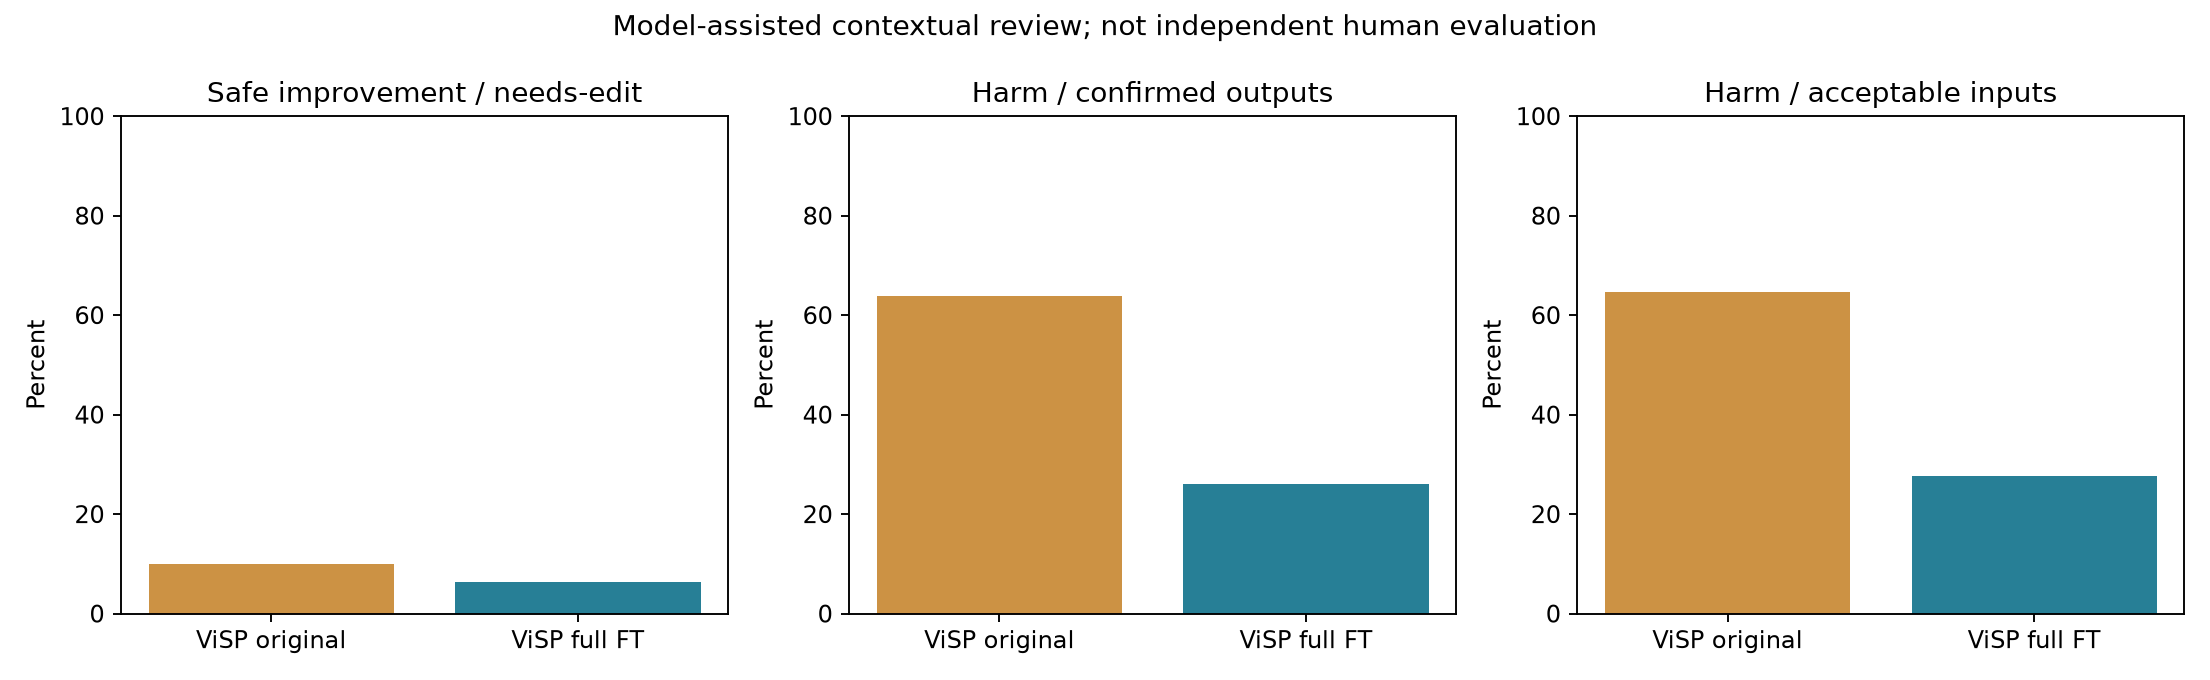 Model-assisted contextual review; not independent human evaluation
Safe improvement / needs-edit
Percent
100
80
60
40
20
0
ViSP original
ViSP full FT
Harm / confirmed outputs
Percent
100
80
60
40
20
0
ViSP original
ViSP full FT
Harm / acceptable inputs
Percent
100
80
60
40
20
0
ViSP original
ViSP full FT